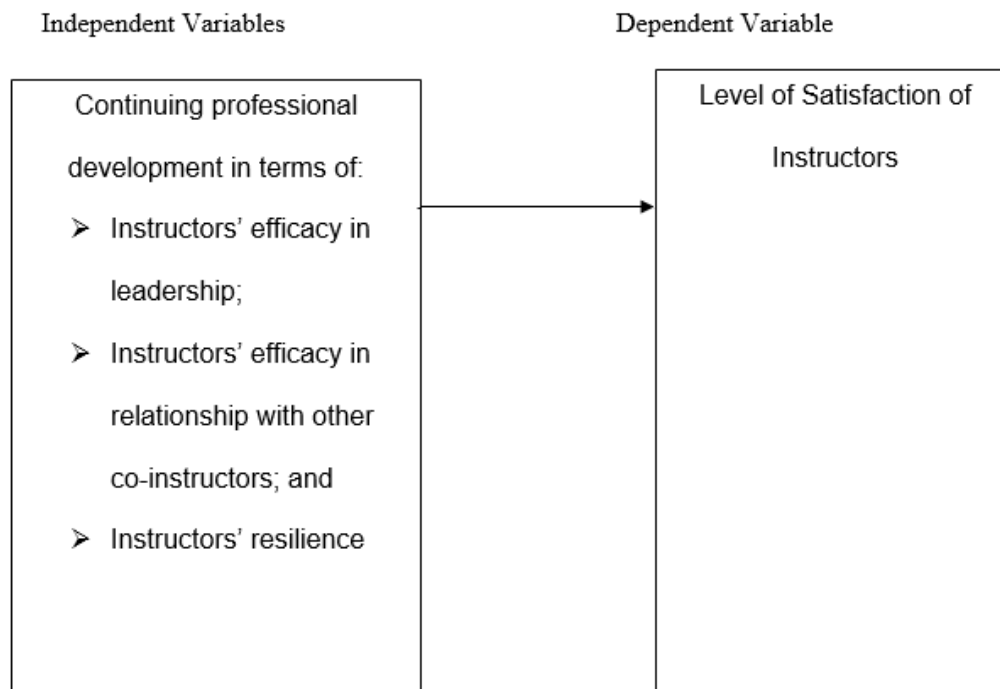 Independent Variables
Dependent Variable
Continuing professional
development in terms of:
➢ Instructors’ efficacy in
leadership;
➢ Instructors’ efficacy in
relationship with other
co-instructors; and
➢ Instructors’ resilience
Level of Satisfaction of
Instructors